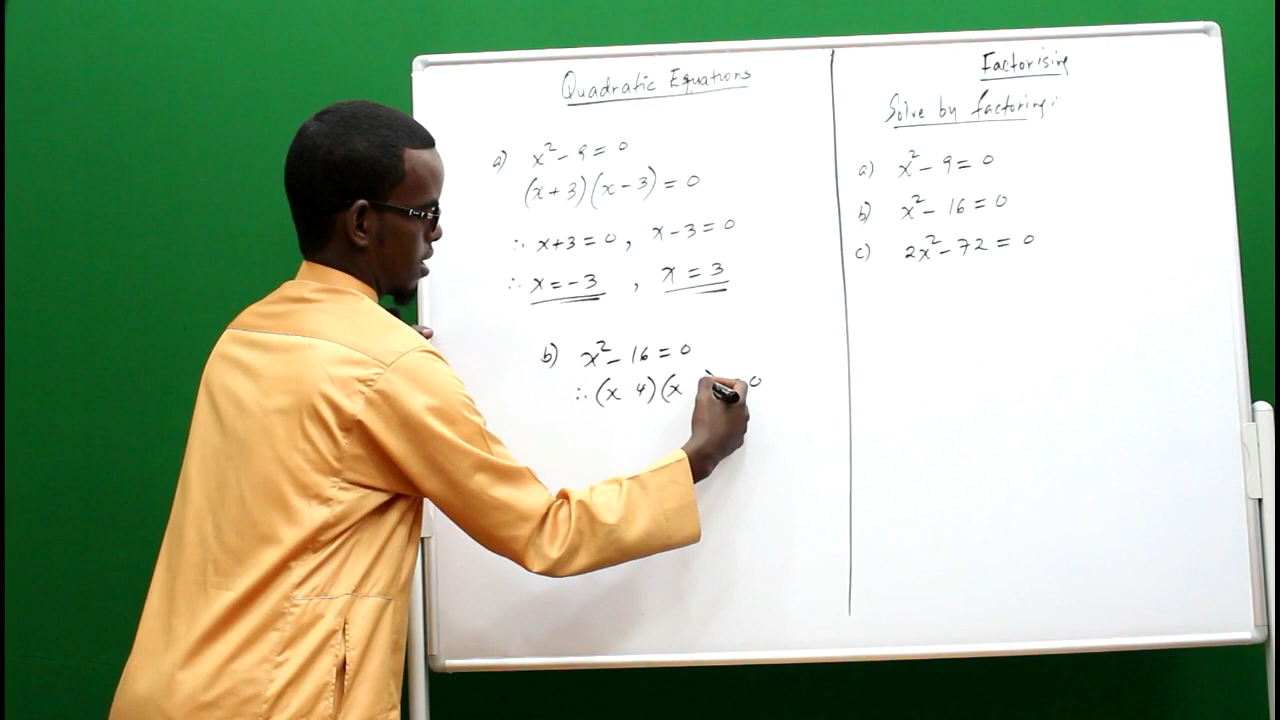 Quadratic Equations
a) x² - 9 = 0
(x + 3)(x - 3) = 0
∴ x + 3 = 0 , x - 3 = 0
∴ x = - 3 , x = 3
b) x² - 16 = 0
∴ (x 4)(x 0
Factorising
Solve by factoring:
a) x² - 9 = 0
b) x² - 16 = 0
c) 2x² - 72 = 0